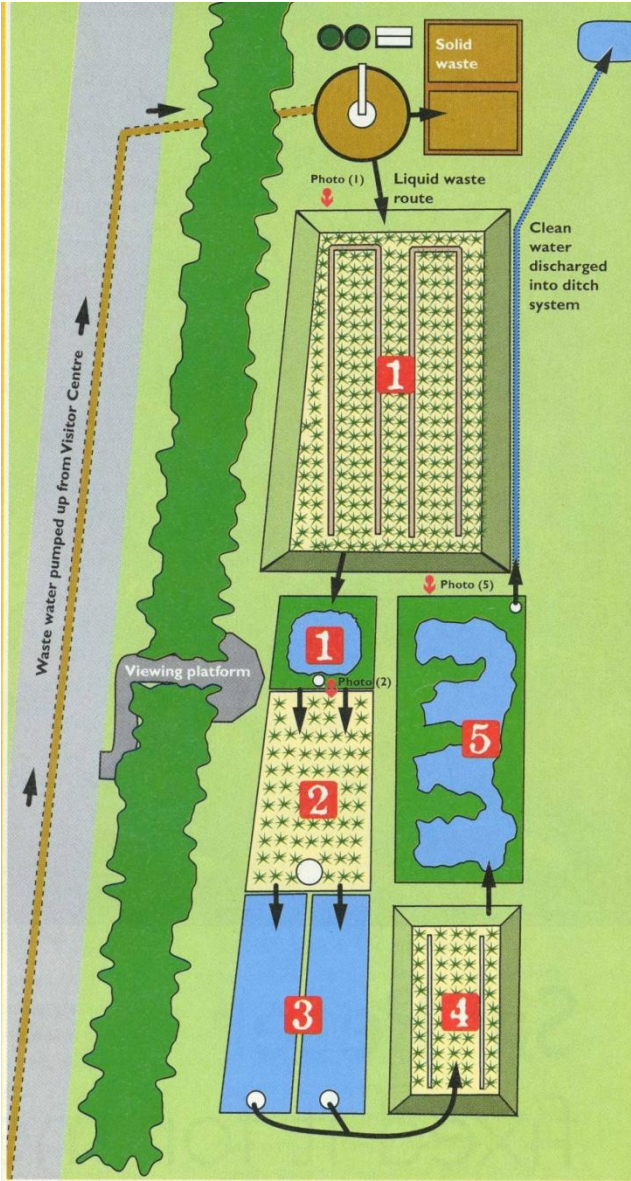 Solid
waste
Photo (1)
Liquid waste
route
Clean
water
discharged
into ditch
system
1
Waste water pumped up from Visitor Centre
Photo (5)
1
Viewing platform
Photo (2)
5
2
3
4